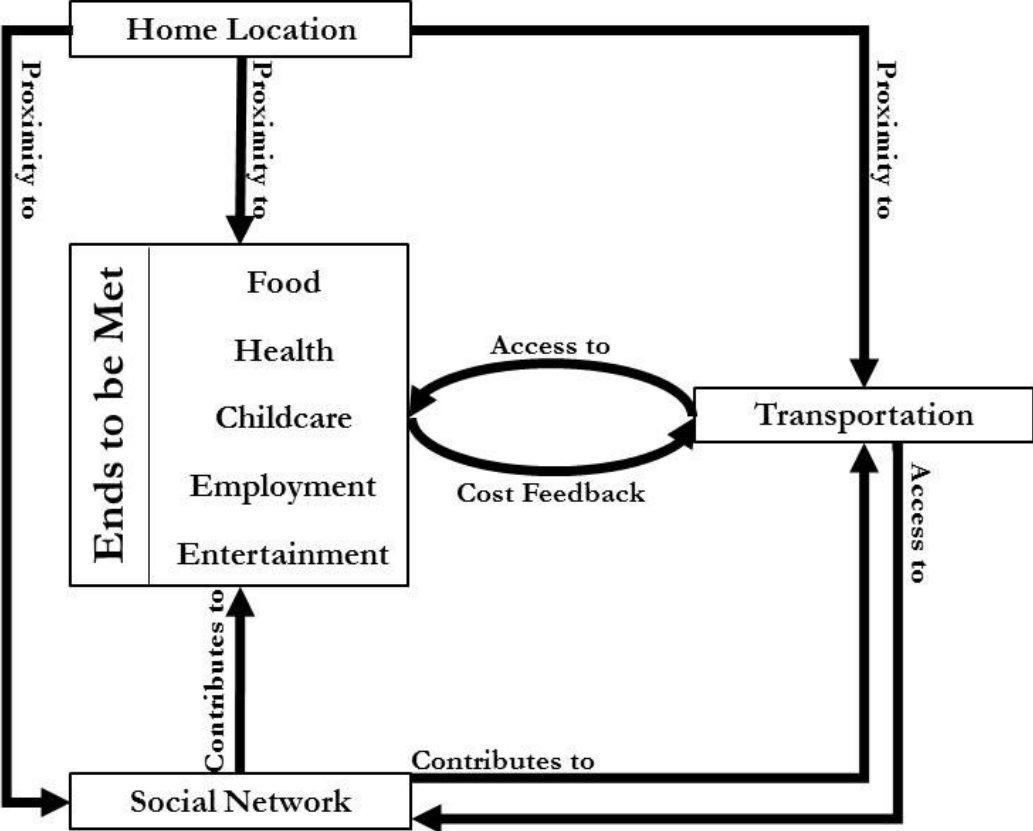 Home Location
Proximity to
Proximity to
Proximity to
Ends to be Met
Food
Health
Childcare
Employment
Entertainment
Access to
Cost Feedback
Transportation
Access to
Contributes to
Contributes to
Social Network